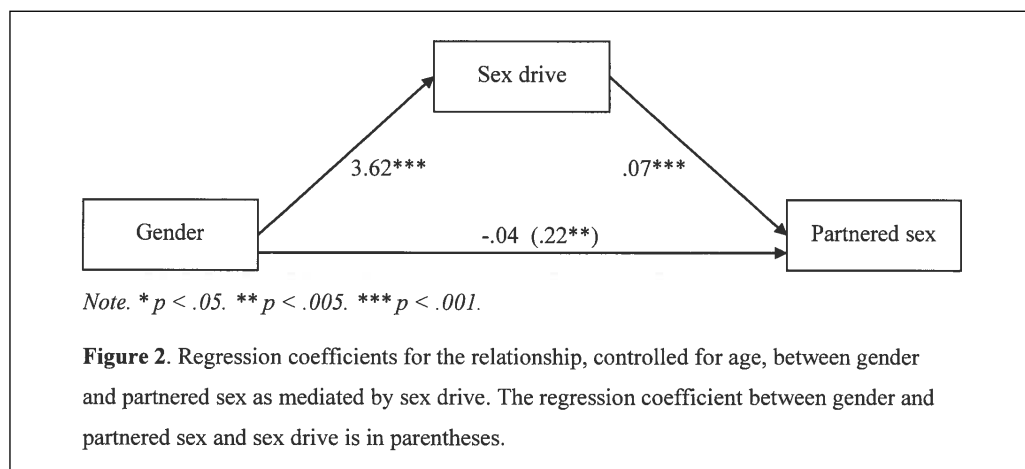 Sex drive
3.62***
.07***
Gender
-.04 (.22**)
Partnered sex
Note. * p < .05. ** p < .005. *** p < .001.
Figure 2. Regression coefficients for the relationship, controlled for age, between gender
and partnered sex as mediated by sex drive. The regression coefficient between gender and
partnered sex and sex drive is in parentheses.